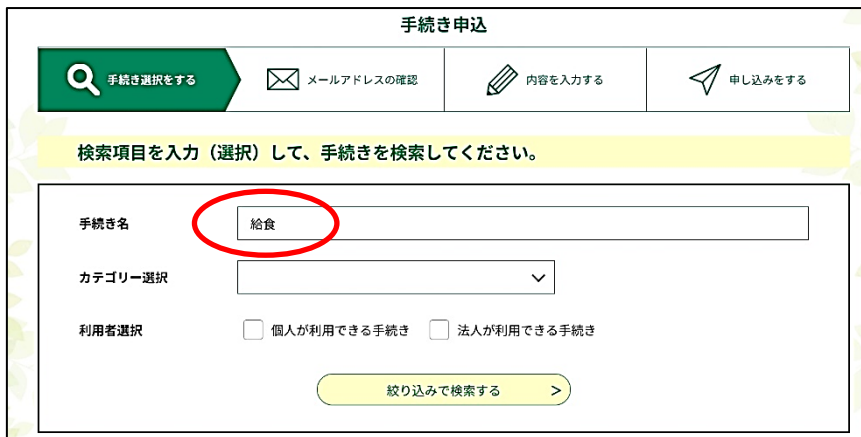 手続き申込
手続き選択をする メールアドレスの確認 内容を入力する 申し込みをする
検索項目を入力（選択）して、手続きを検索してください。
手続き名 給食
カテゴリー選択
利用者選択 個人が利用できる手続き 法人が利用できる手続き
絞り込みで検索する >